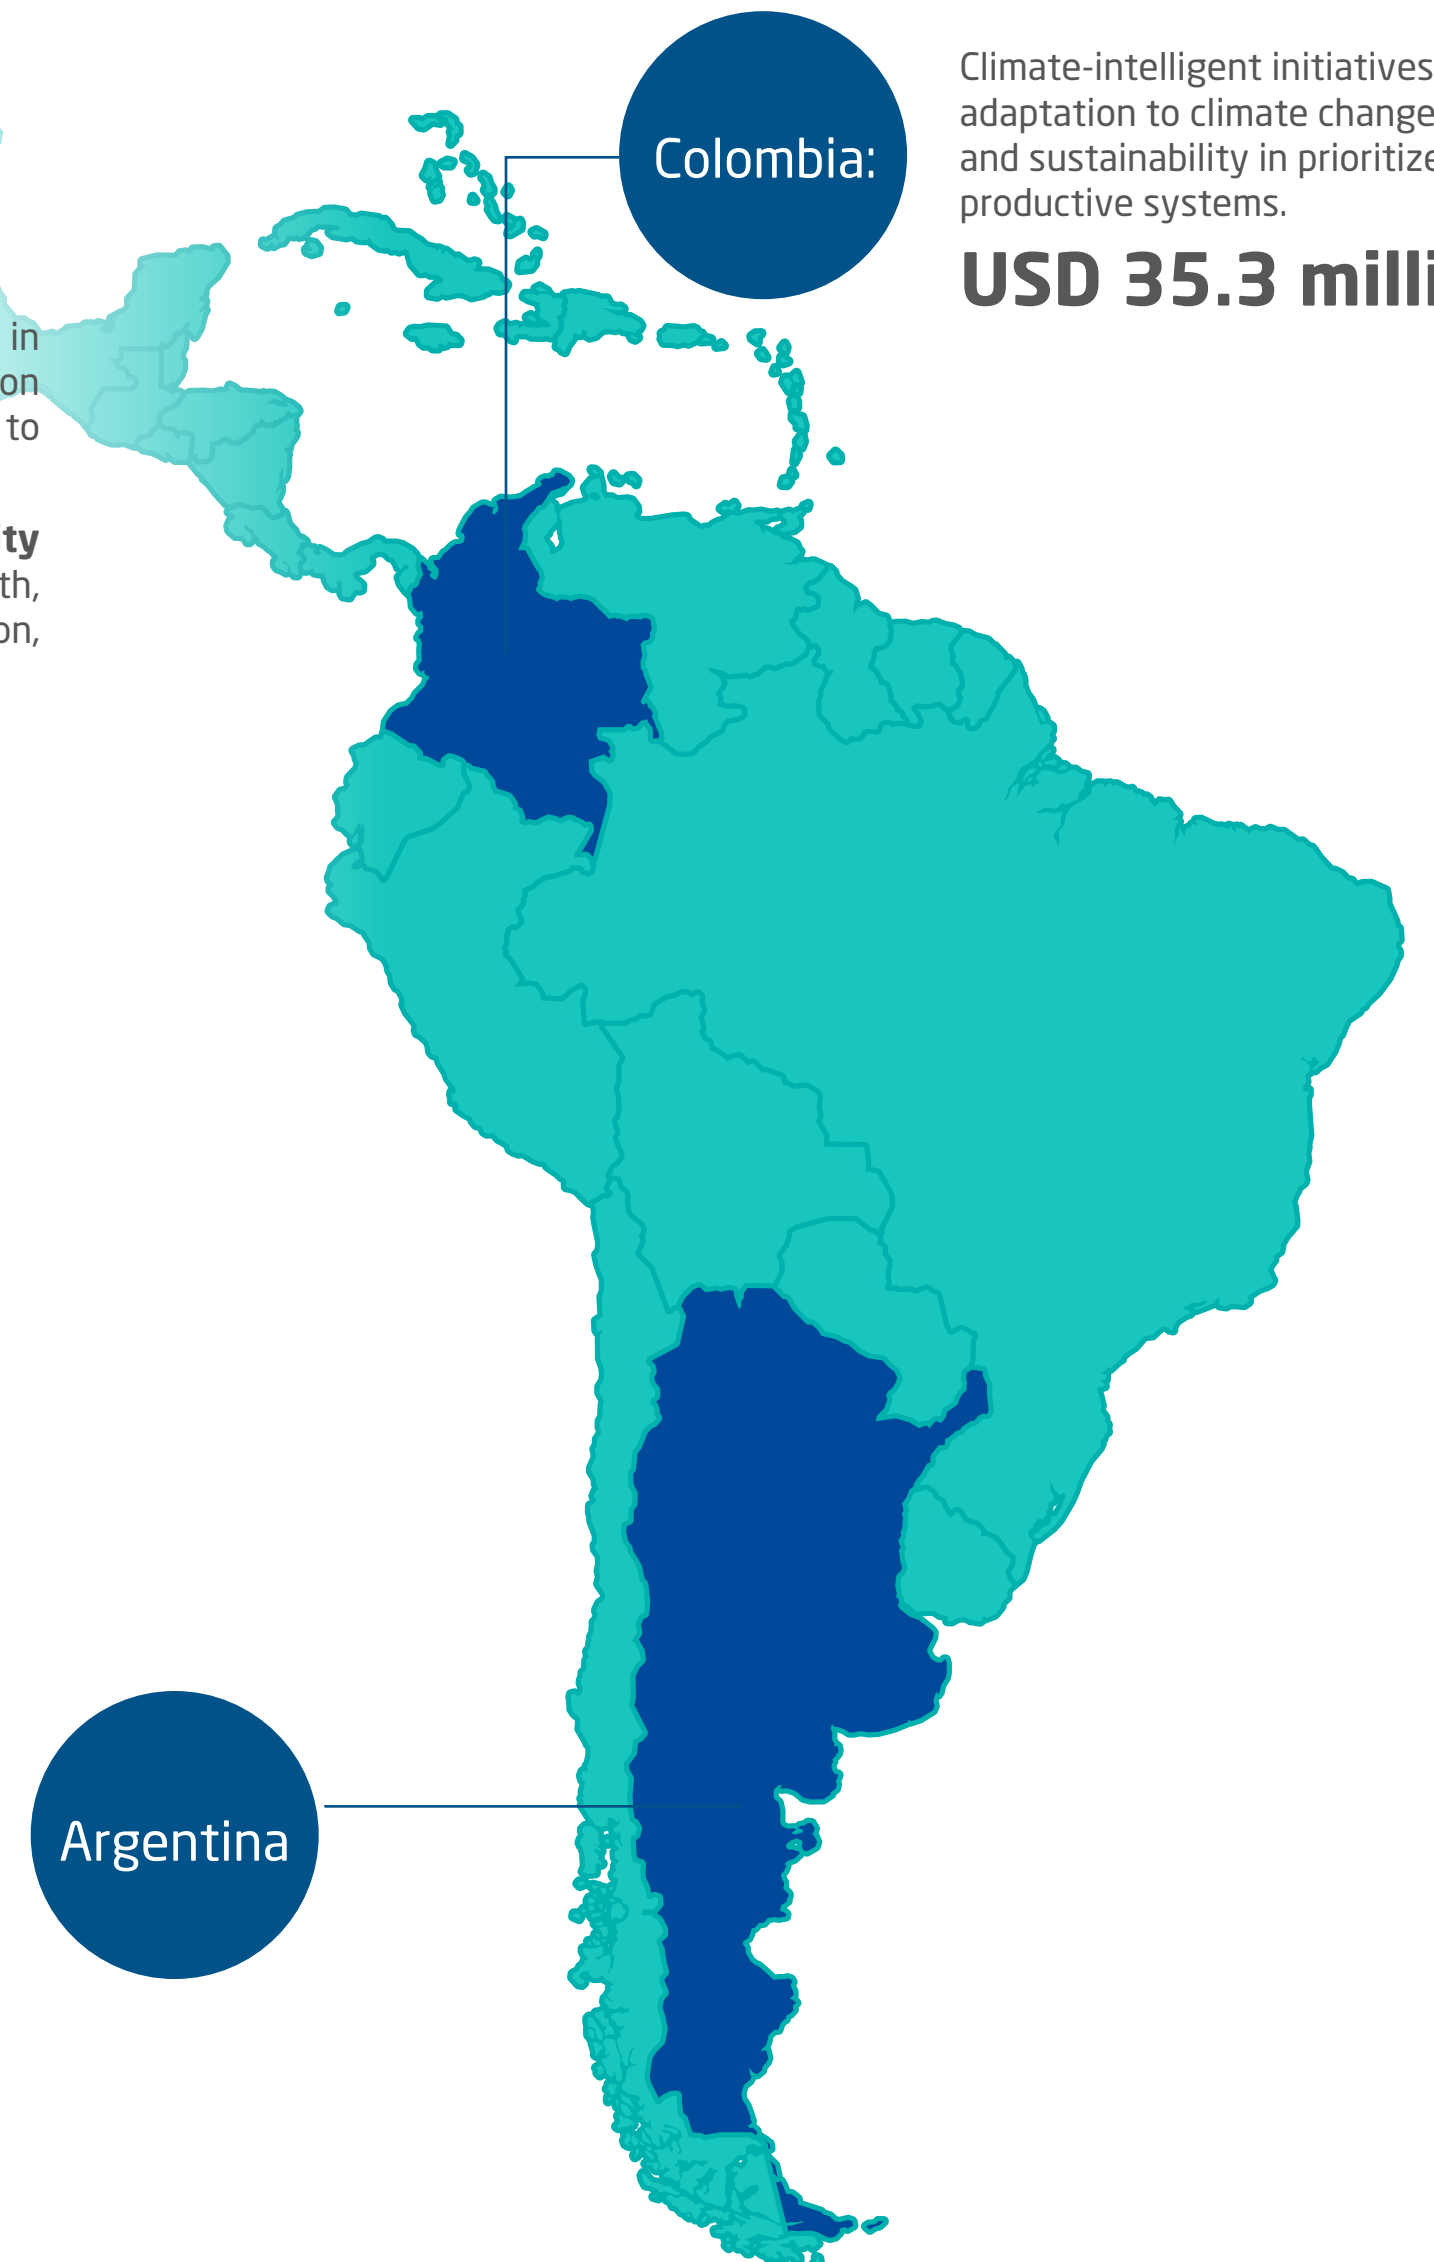 Colombia:
Climate-intelligent initiatives
adaptation to climate change
and sustainability in prioritize
productive systems.
USD 35.3 milli
in
on
to
ity
th,
on,
Argentina